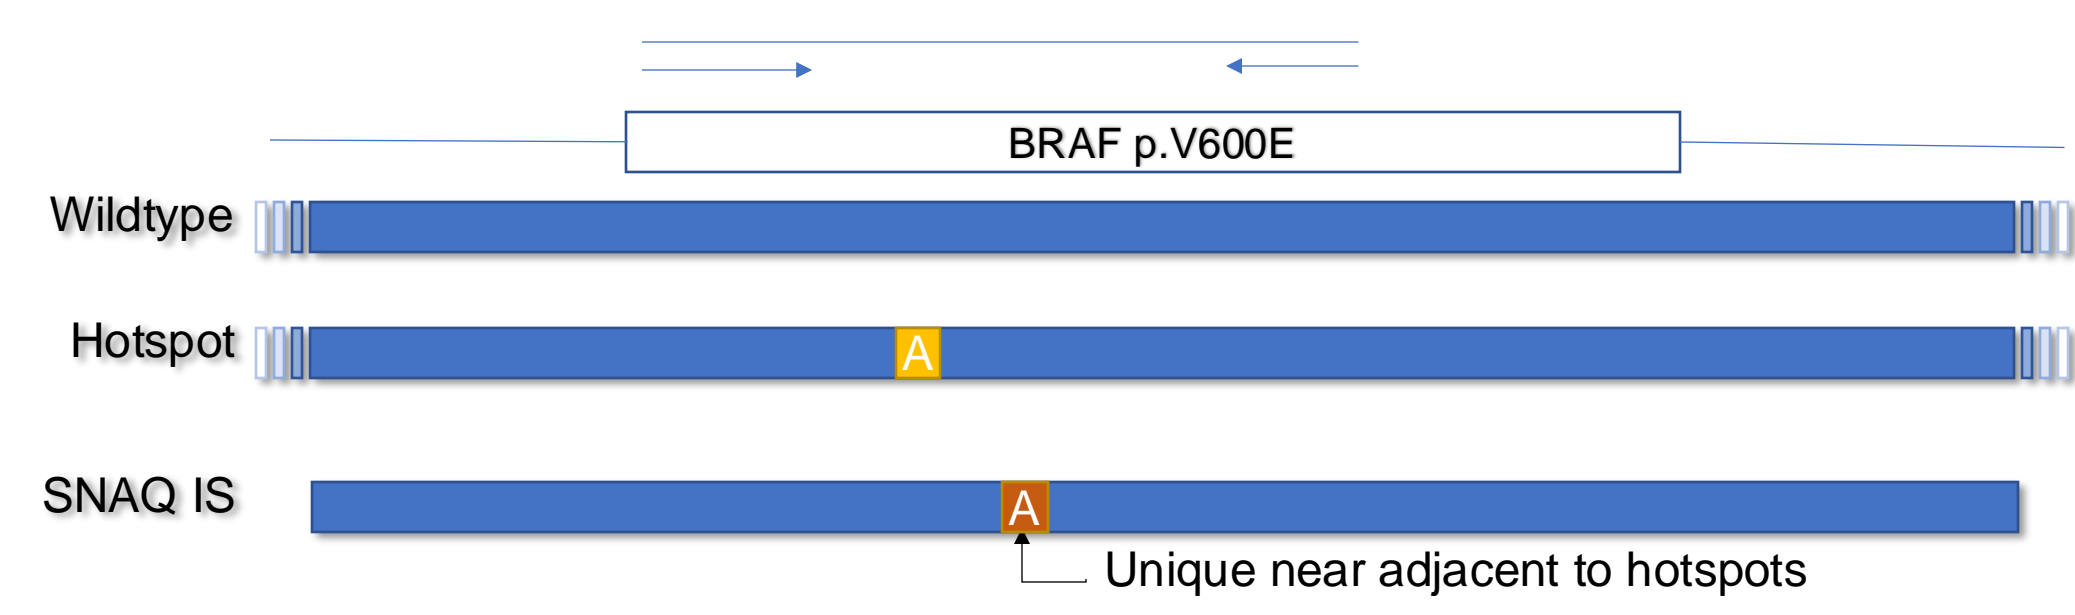 BRAF p.V600E
Wildtype
Hotspot
A
SNAQ IS
A
Unique near adjacent to hotspots